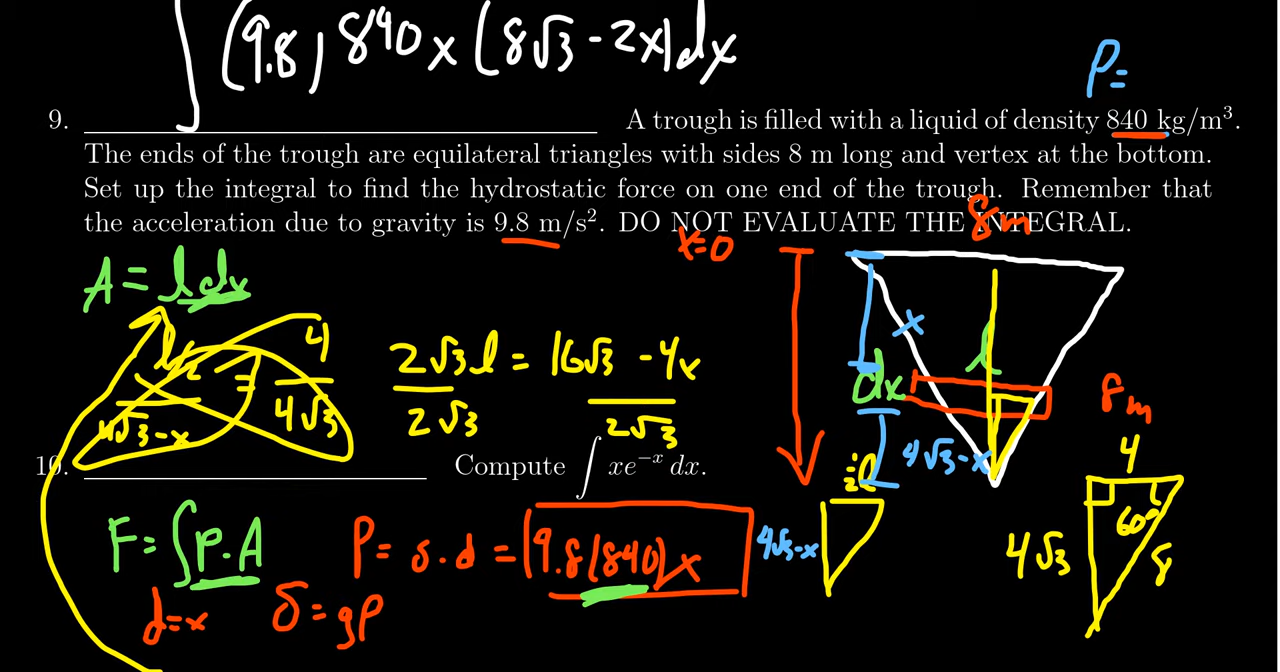 ∫ (9.8) 840x (8√3 - 2x) dx
P=
9. ____ A trough is filled with a liquid of density 840 kg/m³.
The ends of the trough are equilateral triangles with sides 8 m long and vertex at the bottom.
Set up the integral to find the hydrostatic force on one end of the trough. Remember that
the acceleration due to gravity is 9.8 m/s². DO NOT EVALUATE THE INTEGRAL.
8m
x=0
A = l dx
x
l
dx
8m
4√3-x
l/2 / 4√3-x = 4 / 4√3
2√3 l = 16√3 - 4x
2√3 2√3
10. ____ Compute ∫ xe⁻ˣ dx.
½l
4√3-x
4
60°
4√3
8
F= ∫ P·A
P= δ·d = 9.8(840)x
d=x
δ=gρ